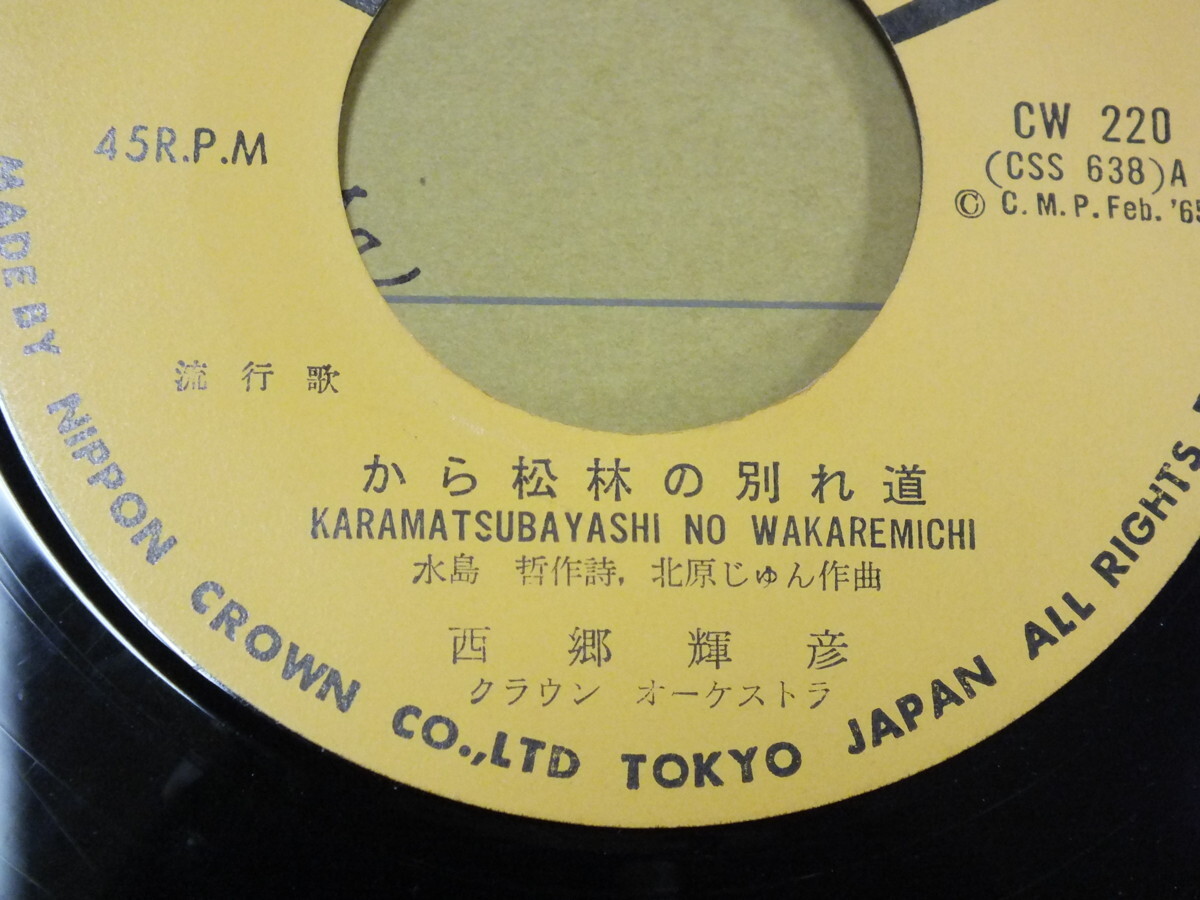 45R.P.M
CW 220
(CSS 638)A
© C.M.P.Feb.'65
流行歌
から松林の別れ道
KARAMATSUBAYASHI NO WAKAREMICHI
水島 哲作詩, 北原じゅん作曲
西郷輝彦
クラウン オーケストラ
MADE BY NIPPON CROWN CO.,LTD TOKYO JAPAN ALL RIGHTS